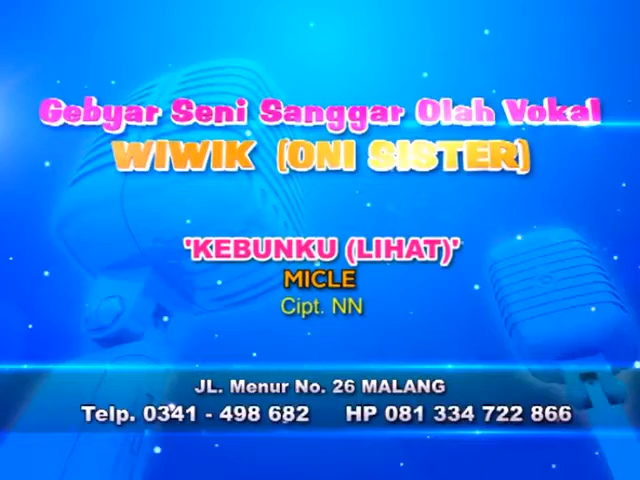 Gebyar Seni Sanggar Olah Vokal
WIWIK (ONI SISTER)
'KEBUNKU (LIHAT)'
MICLE
Cipt. NN
JL. Menur No. 26 MALANG
Telp. 0341 - 498 682 HP 081 334 722 866